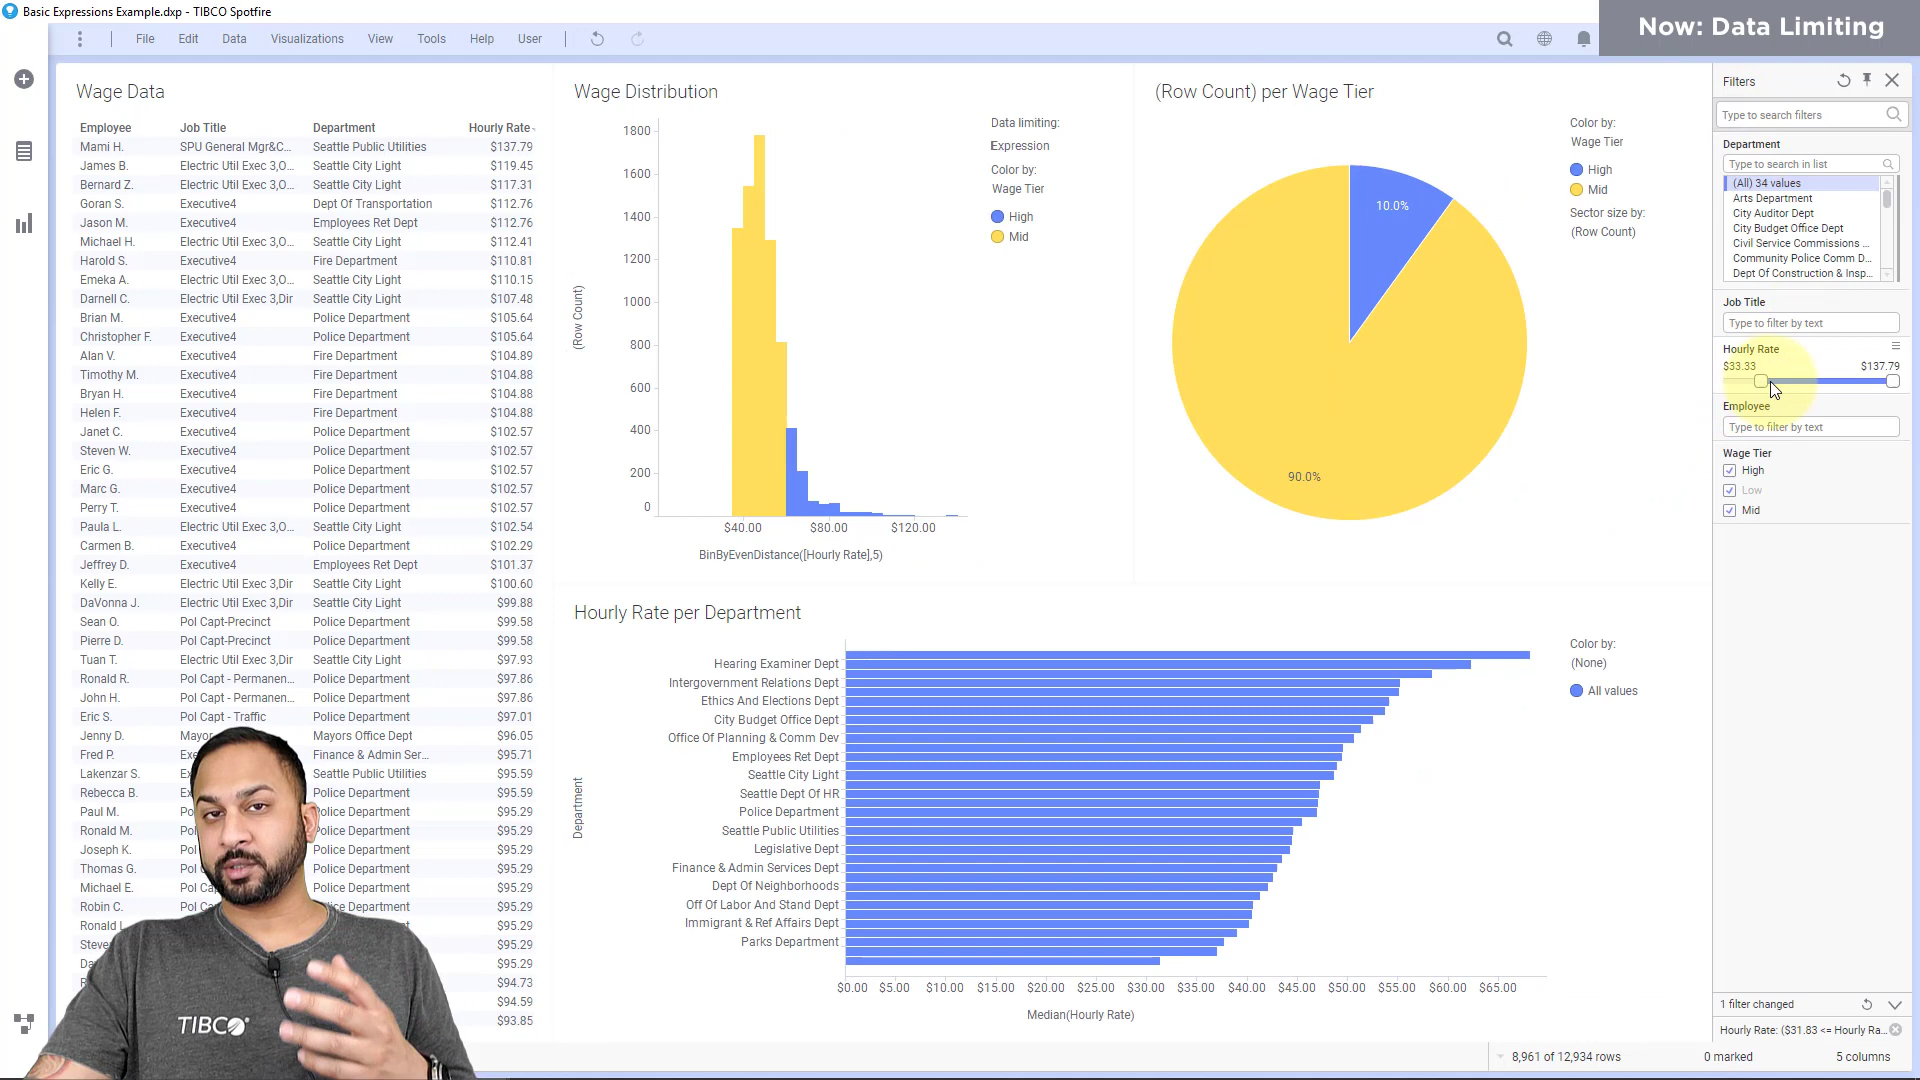 Basic Expressions Example.dxp - TIBCO Spotfire
Now: Data Limiting
File Edit Data Visualizations View Tools Help User
Wage Data
Employee Job Title Department Hourly Rate
Mami H. SPU General Mgr&C... Seattle Public Utilities $137.79
James B. Electric Util Exec 3,O... Seattle City Light $119.45
Bernard Z. Electric Util Exec 3,O... Seattle City Light $117.31
Goran S. Executive4 Dept Of Transportation $112.76
Jason M. Executive4 Employees Ret Dept $112.76
Michael H. Electric Util Exec 3,O... Seattle City Light $112.41
Harold S. Executive4 Fire Department $110.81
Emeka A. Electric Util Exec 3,O... Seattle City Light $110.15
Darnell C. Electric Util Exec 3,Dir Seattle City Light $107.48
Brian M. Executive4 Police Department $105.64
Christopher F. Executive4 Police Department $105.64
Alan V. Executive4 Fire Department $104.89
Timothy M. Executive4 Fire Department $104.88
Bryan H. Executive4 Fire Department $104.88
Helen F. Executive4 Fire Department $104.88
Janet C. Executive4 Police Department $102.57
Steven W. Executive4 Police Department $102.57
Eric G. Executive4 Police Department $102.57
Marc G. Executive4 Police Department $102.57
Perry T. Executive4 Police Department $102.57
Paula L. Electric Util Exec 3,O... Seattle City Light $102.54
Carmen B. Executive4 Police Department $102.29
Jeffrey D. Executive4 Employees Ret Dept $101.37
Kelly E. Electric Util Exec 3,Dir Seattle City Light $100.60
DaVonna J. Electric Util Exec 3,Dir Seattle City Light $99.88
Sean O. Pol Capt-Precinct Police Department $99.58
Pierre D. Pol Capt-Precinct Police Department $99.58
Tuan T. Electric Util Exec 3,Dir Seattle City Light $97.93
Ronald R. Pol Capt - Permanen... Police Department $97.86
John H. Pol Capt - Permanen... Police Department $97.86
Eric S. Pol Capt - Traffic Police Department $97.01
Jenny D. Mayor Mayors Office Dept $96.05
Fred P. Exe Finance & Admin Ser... $95.71
Lakenzar S. Ex Seattle Public Utilities $95.59
Rebecca B. Ex Police Department $95.59
Paul M. Pol Police Department $95.29
Ronald M. Pol Police Department $95.29
Joseph K. Pol Police Department $95.29
Thomas G. Pol C Police Department $95.29
Michael E. Pol Ca Police Department $95.29
Robin C. Pol Ca Police Department $95.29
Ronald L $95.29
Steve $95.29
Da $95.29
R $94.73
$94.59
$93.85
TIBCO
Wage Distribution
(Row Count)
1800
1600
1400
1200
1000
800
600
400
200
0
$40.00 $80.00 $120.00
BinByEvenDistance([Hourly Rate],5)
Data limiting:
Expression
Color by:
Wage Tier
High
Mid
(Row Count) per Wage Tier
10.0%
90.0%
Color by:
Wage Tier
High
Mid
Sector size by:
(Row Count)
Hourly Rate per Department
Department
Hearing Examiner Dept
Intergovernment Relations Dept
Ethics And Elections Dept
City Budget Office Dept
Office Of Planning & Comm Dev
Employees Ret Dept
Seattle City Light
Seattle Dept Of HR
Police Department
Seattle Public Utilities
Legislative Dept
Finance & Admin Services Dept
Dept Of Neighborhoods
Off Of Labor And Stand Dept
Immigrant & Ref Affairs Dept
Parks Department
$0.00 $5.00 $10.00 $15.00 $20.00 $25.00 $30.00 $35.00 $40.00 $45.00 $50.00 $55.00 $60.00 $65.00
Median(Hourly Rate)
Color by:
(None)
All values
Filters
Type to search filters
Department
Type to search in list
(All) 34 values
Arts Department
City Auditor Dept
City Budget Office Dept
Civil Service Commissions ...
Community Police Comm D...
Dept Of Construction & Insp...
Job Title
Type to filter by text
Hourly Rate
$33.33 $137.79
Employee
Type to filter by text
Wage Tier
High
Low
Mid
1 filter changed
Hourly Rate: ($31.83 <= Hourly Ra...
8,961 of 12,934 rows 0 marked 5 columns